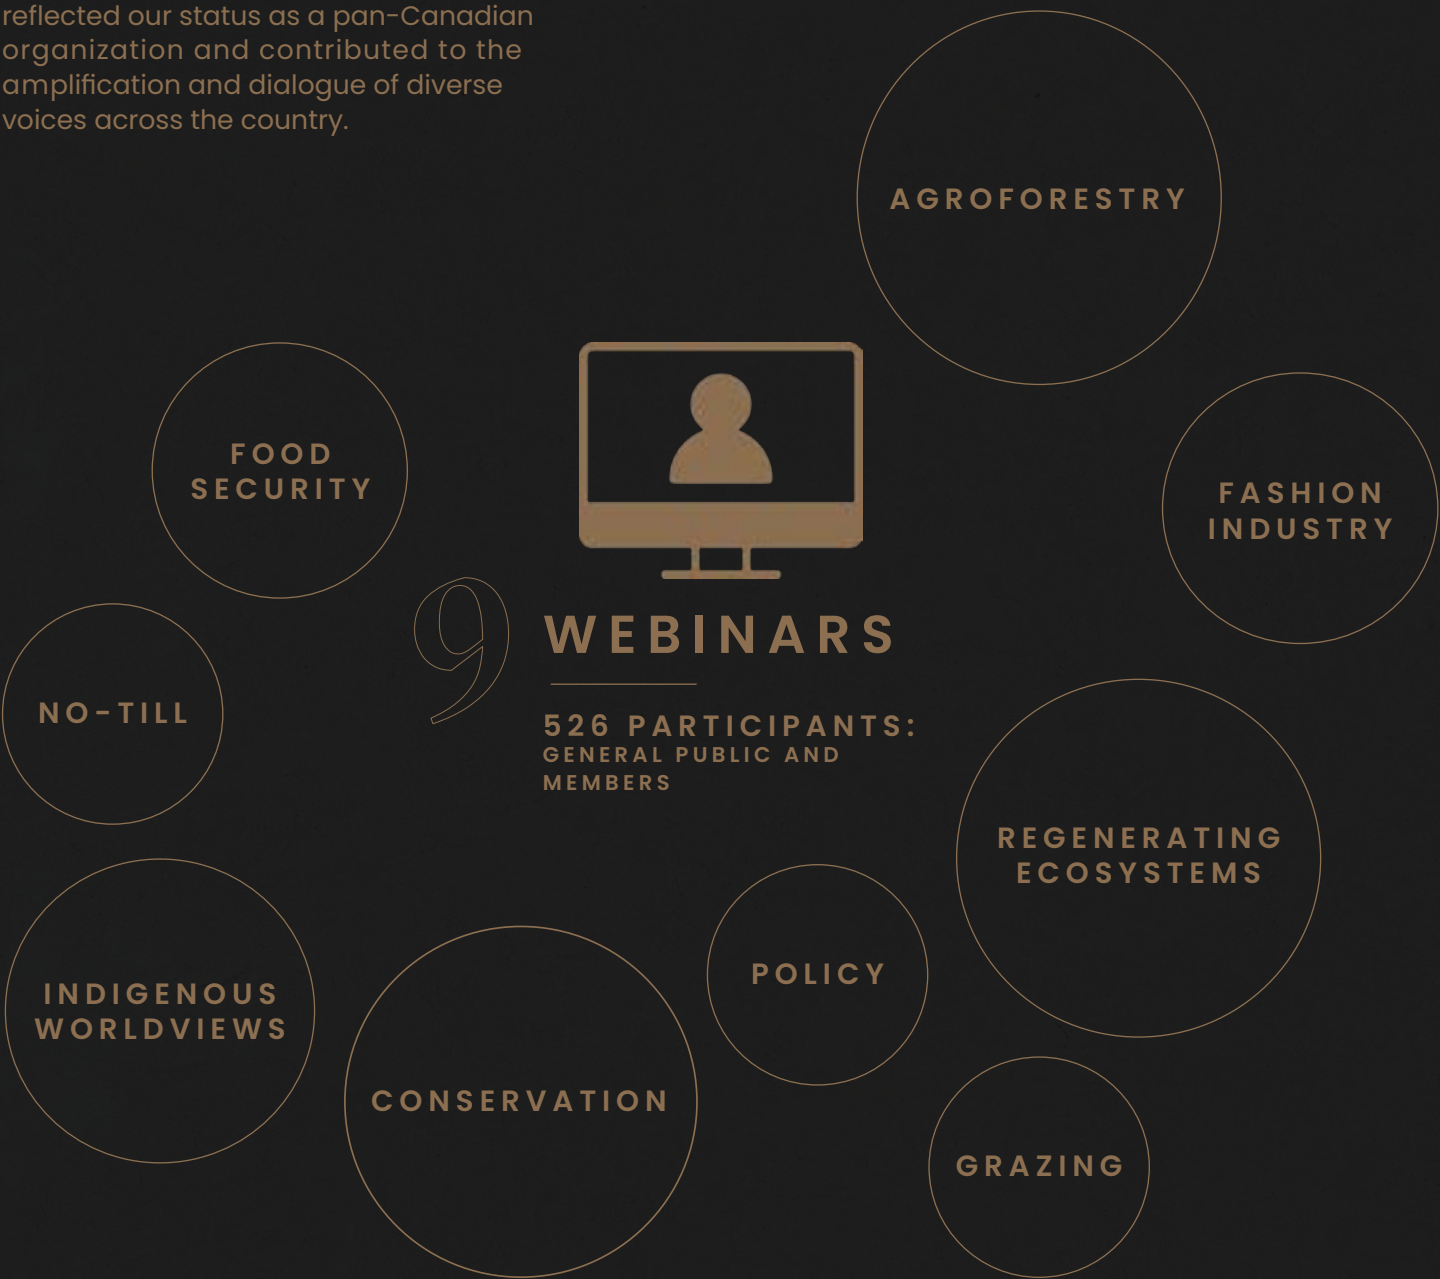 reflected our status as a pan-Canadian
organization and contributed to the
amplification and dialogue of diverse
voices across the country.
AGROFORESTRY
FOOD
SECURITY
FASHION
INDUSTRY
9 WEBINARS
NO-TILL
526 PARTICIPANTS:
GENERAL PUBLIC AND
MEMBERS
REGENERATING
ECOSYSTEMS
POLICY
INDIGENOUS
WORLDVIEWS
CONSERVATION
GRAZING